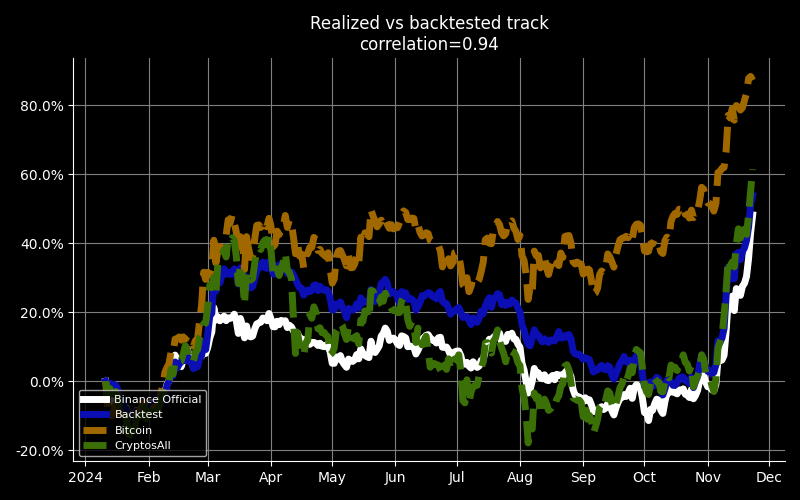 Realized vs backtested track
correlation=0.94
80.0%
60.0%
40.0%
20.0%
0.0%
-20.0%
Binance Official
Backtest
Bitcoin
CryptosAll
2024 Feb Mar Apr May Jun Jul Aug Sep Oct Nov Dec